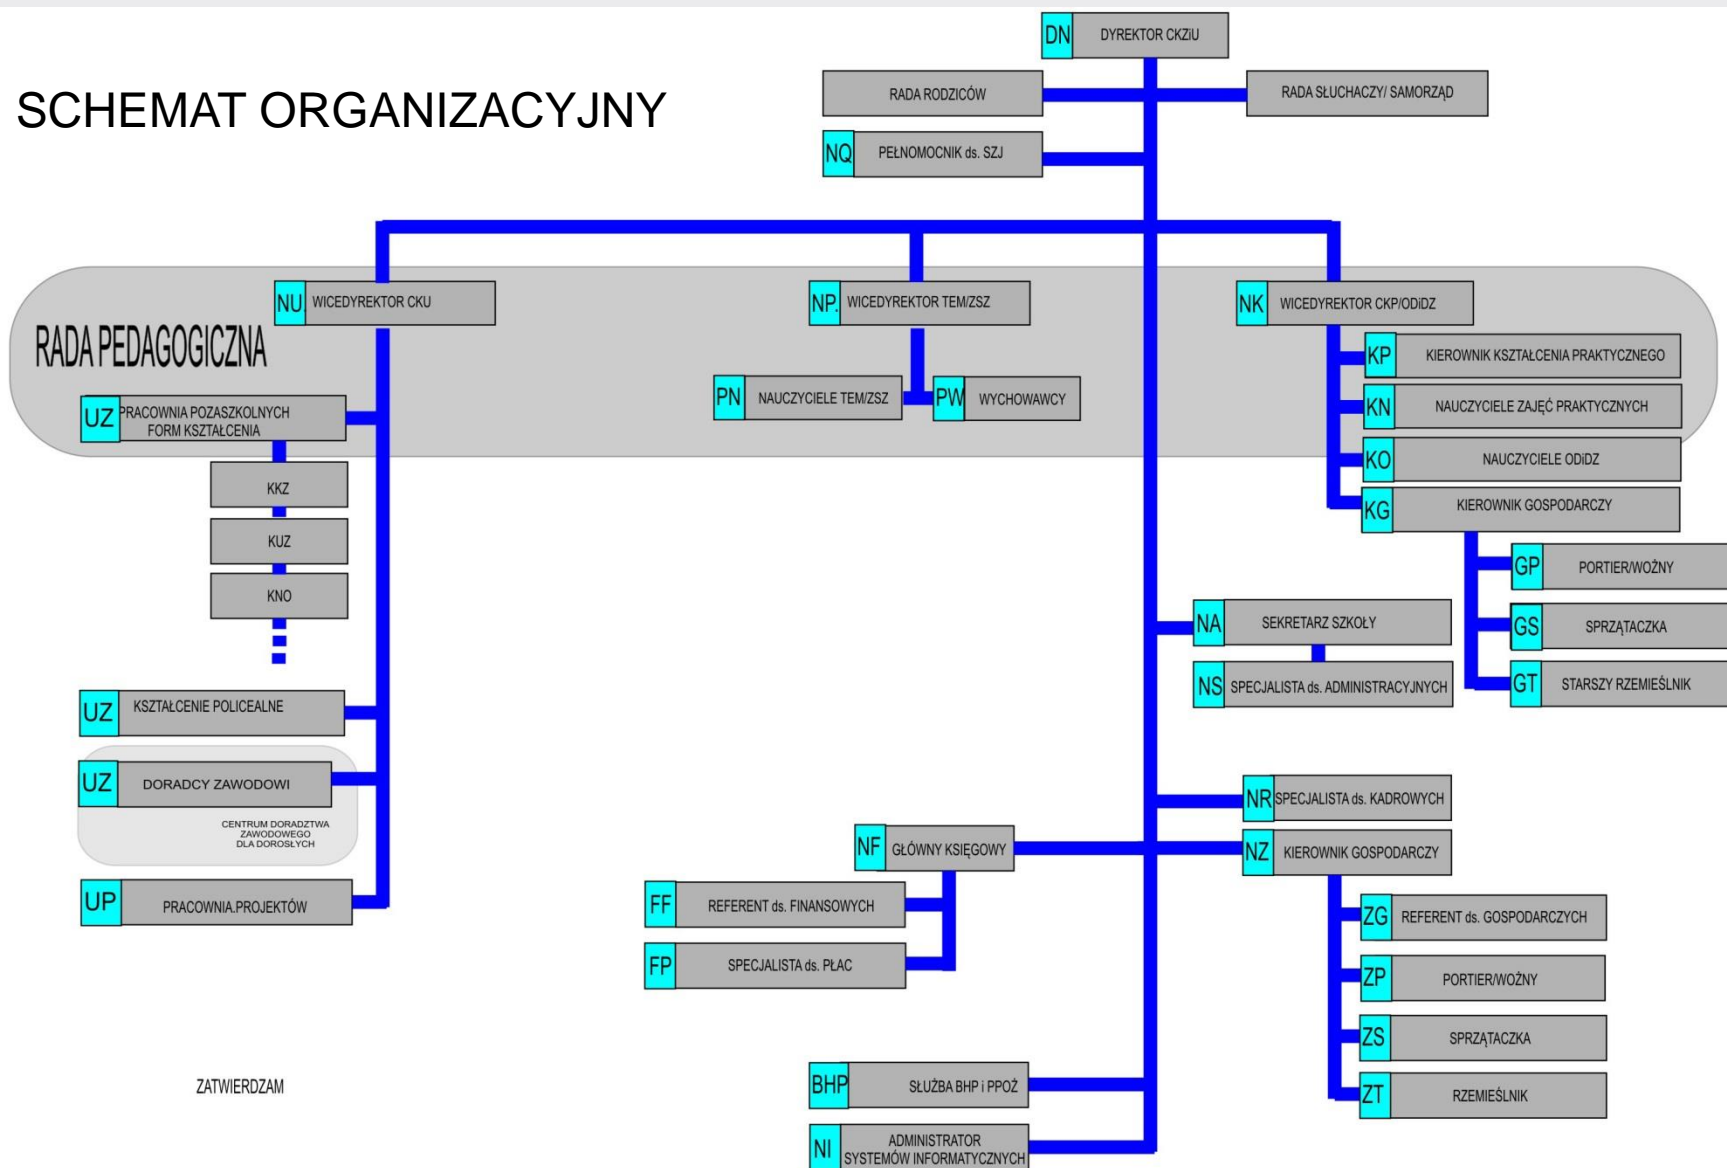 DN DYREKTOR CKZiU
SCHEMAT ORGANIZACYJNY
RADA RODZICÓW
RADA SŁUCHACZY/ SAMORZĄD
NQ PEŁNOMOCNIK ds. SZJ
RADA PEDAGOGICZNA
NU. WICEDYREKTOR CKU
NP. WICEDYREKTOR TEM/ZSZ
NK WICEDYREKTOR CKP/ODiDZ
UZ PRACOWNIA POZASZKOLNYCH
FORM KSZTAŁCENIA
KKZ
KUZ
KNO
UZ KSZTAŁCENIE POLICEALNE
UZ DORADCY ZAWODOWI
CENTRUM DORADZTWA
ZAWODOWEGO
DLA DOROSŁYCH
UP PRACOWNIA.PROJEKTÓW
PN NAUCZYCIELE TEM/ZSZ
PW WYCHOWAWCY
KP KIEROWNIK KSZTAŁCENIA PRAKTYCZNEGO
KN NAUCZYCIELE ZAJĘĆ PRAKTYCZNYCH
KO NAUCZYCIELE ODiDZ
KG KIEROWNIK GOSPODARCZY
GP PORTIER/WOŻNY
GS SPRZĄTACZKA
GT STARSZY RZEMIEŚLNIK
NA SEKRETARZ SZKOŁY
NS SPECJALISTA ds. ADMINISTRACYJNYCH
NR SPECJALISTA ds. KADROWYCH
NF GŁÓWNY KSIĘGOWY
NZ KIEROWNIK GOSPODARCZY
FF REFERENT ds. FINANSOWYCH
FP SPECJALISTA ds. PŁAC
ZG REFERENT ds. GOSPODARCZYCH
ZP PORTIER/WOŻNY
ZS SPRZĄTACZKA
ZT RZEMIEŚLNIK
BHP SŁUŻBA BHP i PPOŻ
NI ADMINISTRATOR
SYSTEMÓW INFORMATYCZNYCH
ZATWIERDZAM